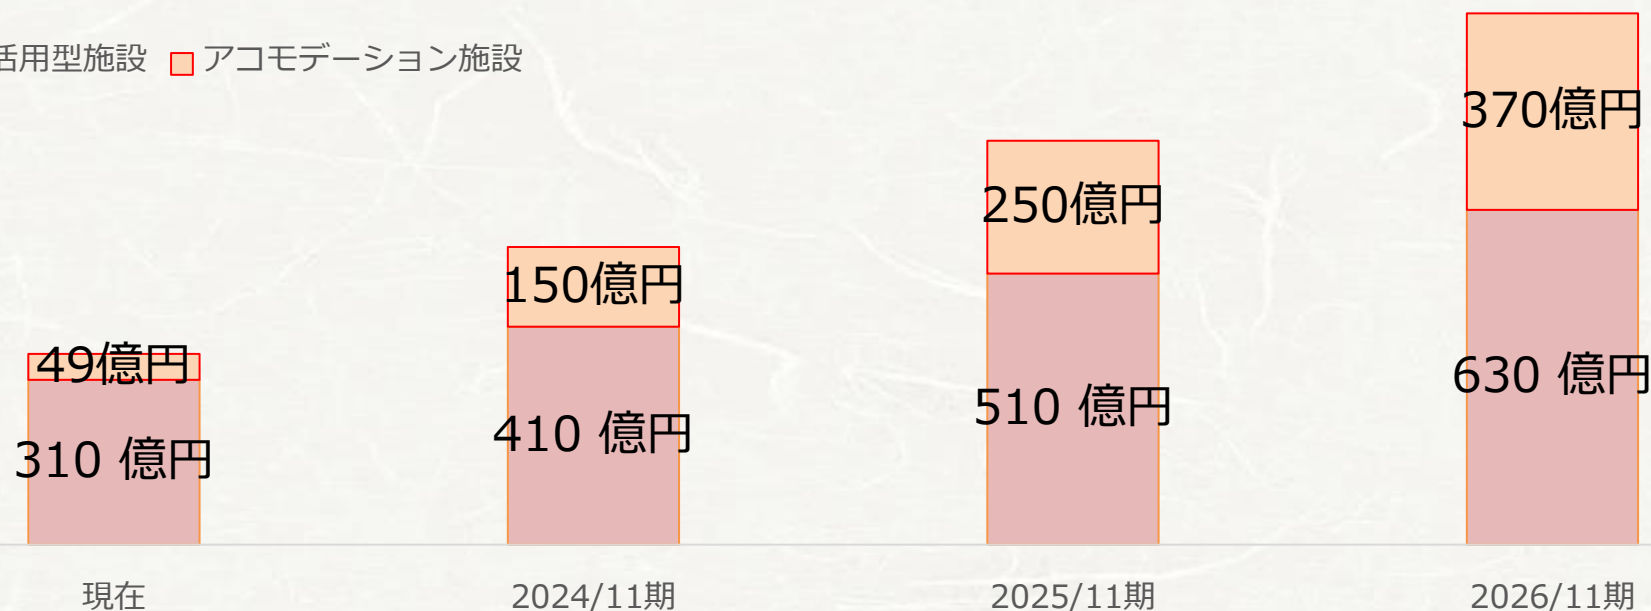 活用型施設 アコモデーション施設
370億円
250億円
150億円
49億円
630 億円
510 億円
410 億円
310 億円
現在 2024/11期 2025/11期 2026/11期